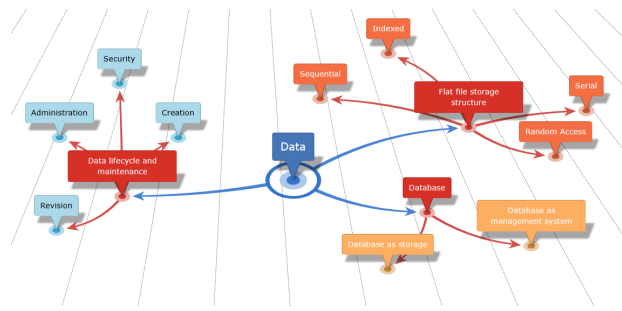 Indexed
Security
Sequential
Flat file storage
structure
Serial
Administration
Creation
Random Access
Data
Data lifecycle and
maintenance
Database
Revision
Database as
management system
Database as storage